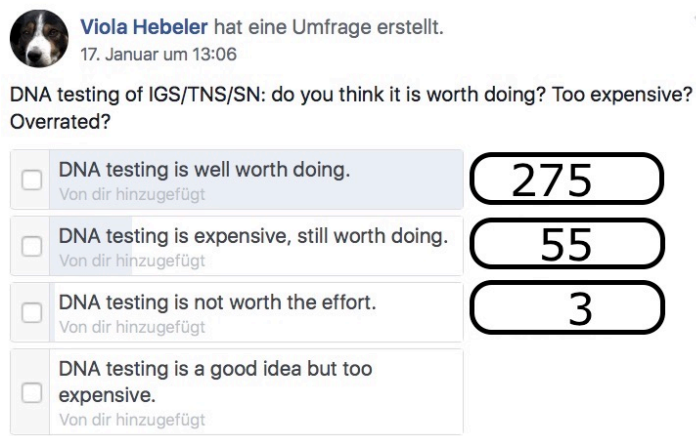 Viola Hebeler hat eine Umfrage erstellt.
17. Januar um 13:06
DNA testing of IGS/TNS/SN: do you think it is worth doing? Too expensive?
Overrated?
DNA testing is well worth doing.
Von dir hinzugefügt
275
DNA testing is expensive, still worth doing.
Von dir hinzugefügt
55
DNA testing is not worth the effort.
Von dir hinzugefügt
3
DNA testing is a good idea but too
expensive.
Von dir hinzugefügt